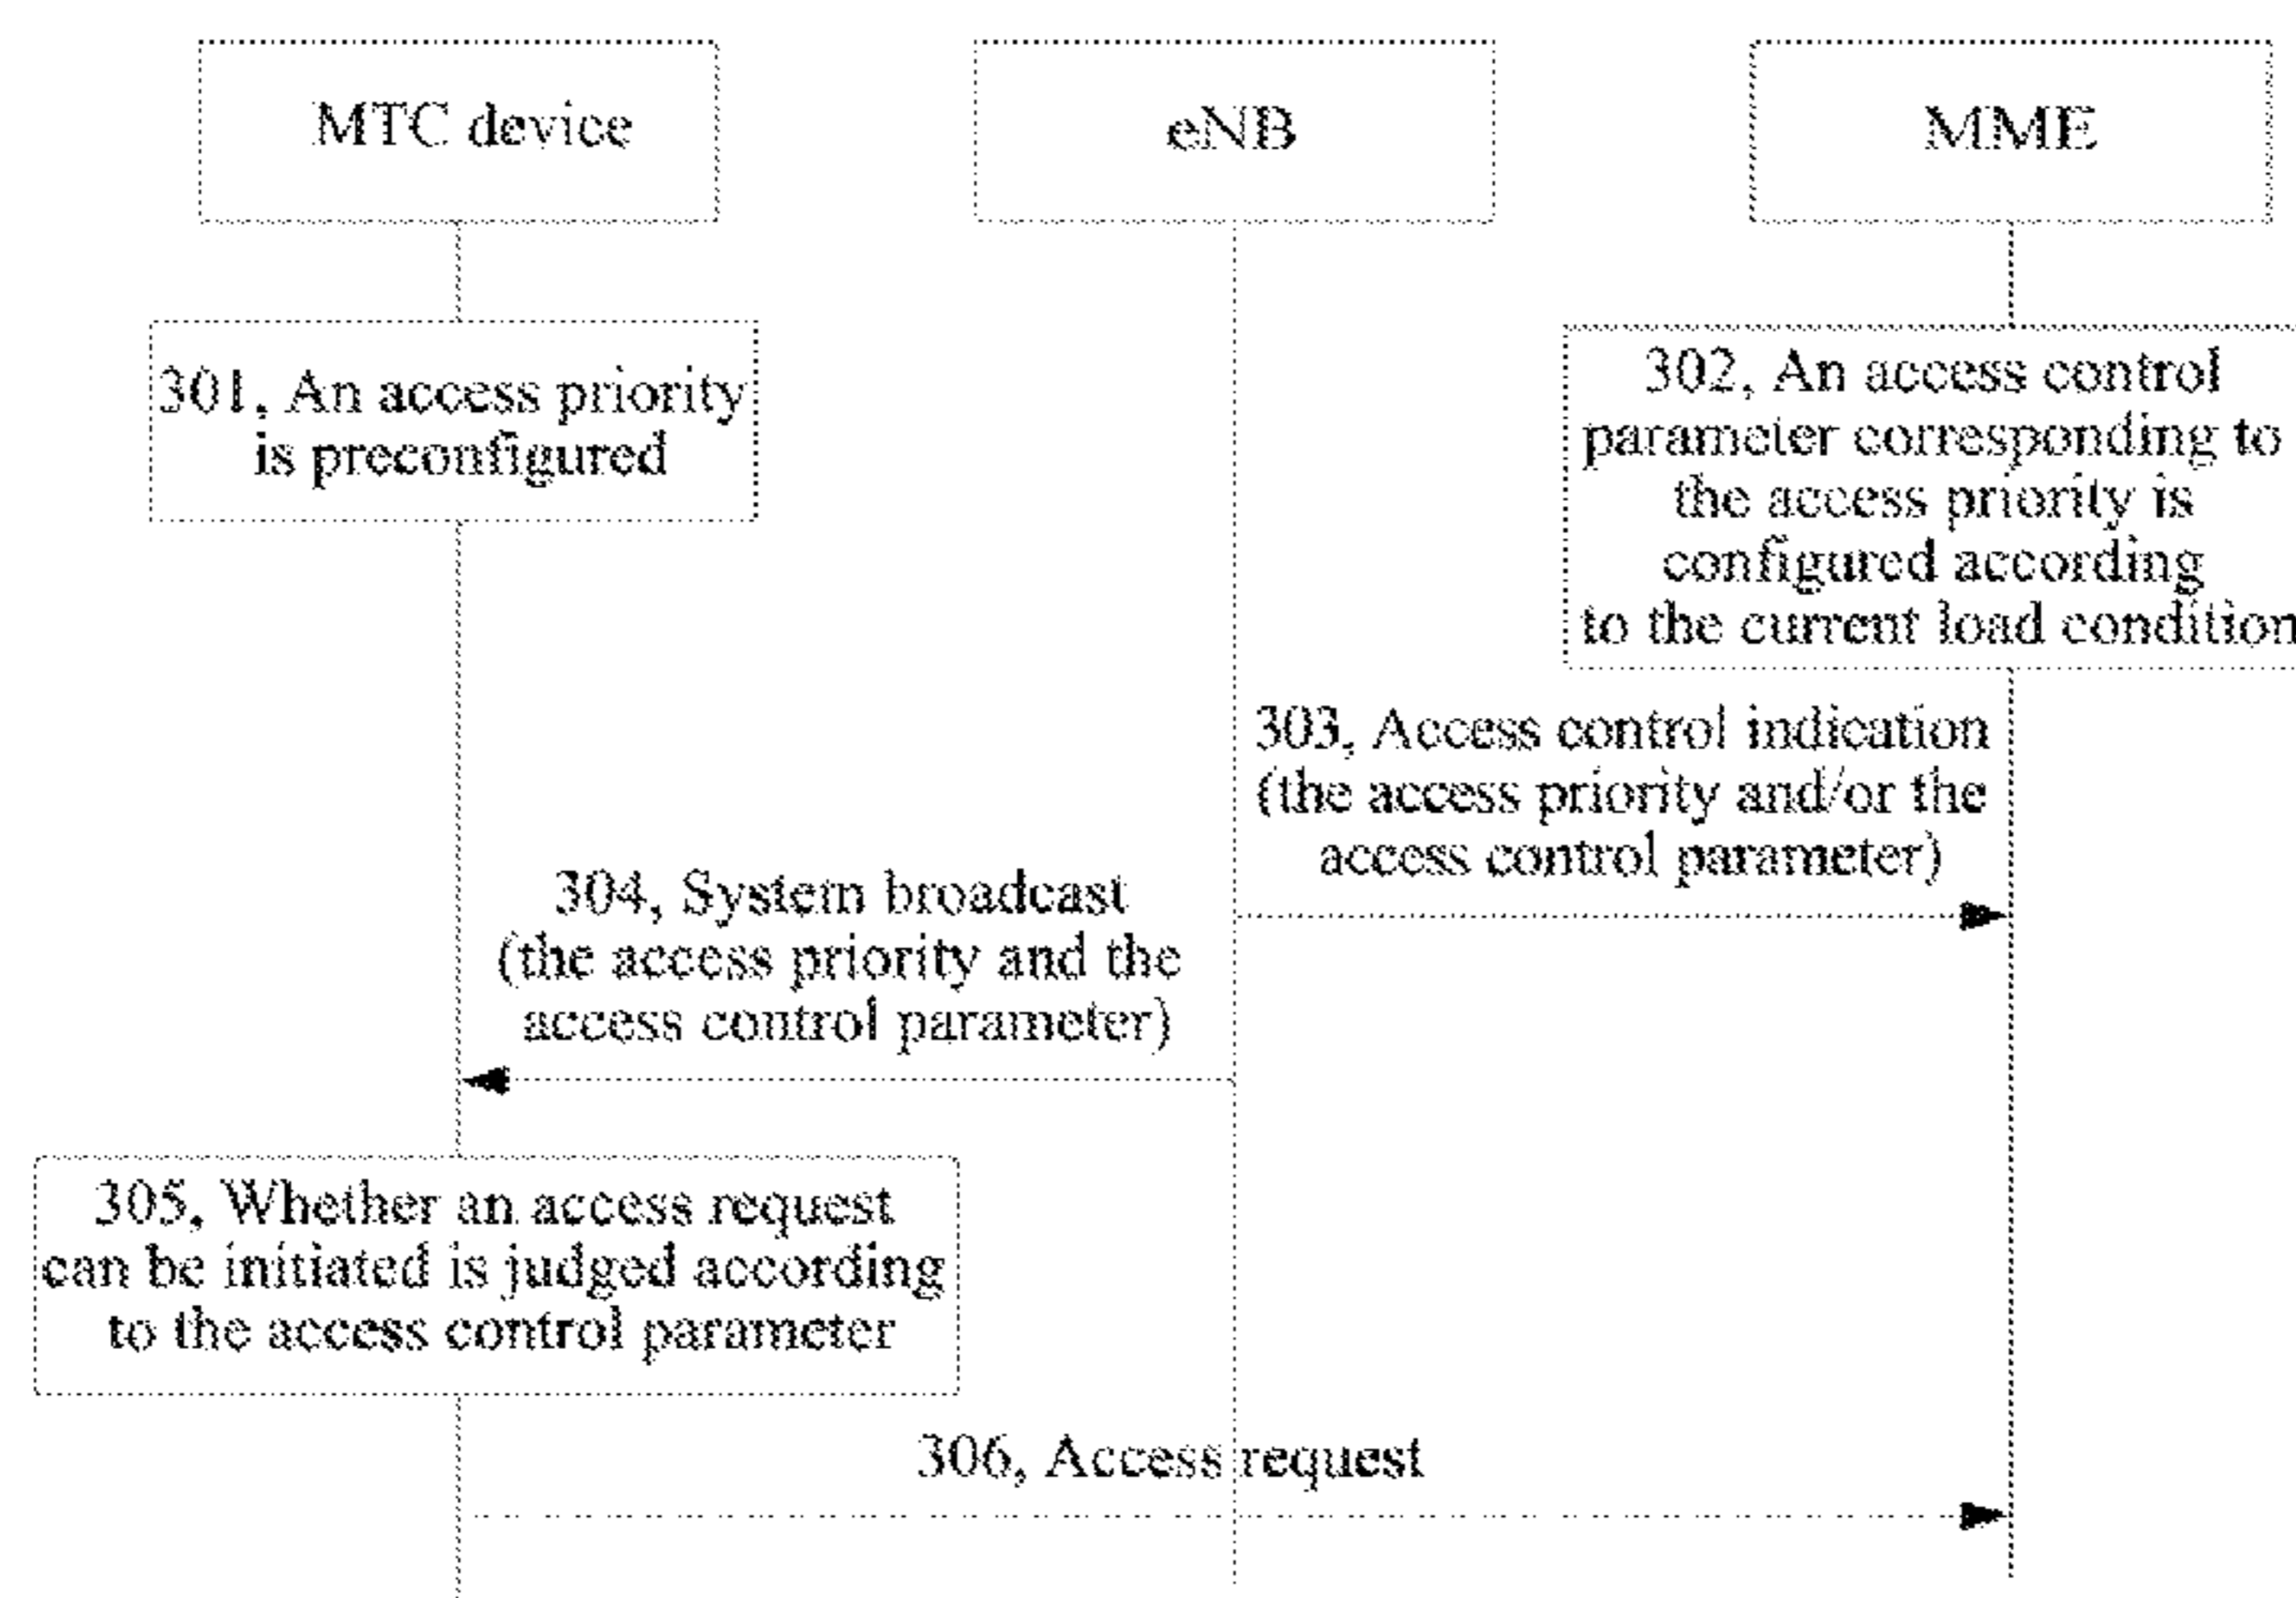 MTC device
eNB
MME
301, An access priority
is preconfigured
302, An access control
parameter corresponding to
the access priority is
configured according
to the current load condition
303, Access control indication
(the access priority and/or the
access control parameter)
304, System broadcast
(the access priority and the
access control parameter)
305, Whether an access request
can be initiated is judged according
to the access control parameter
306, Access request